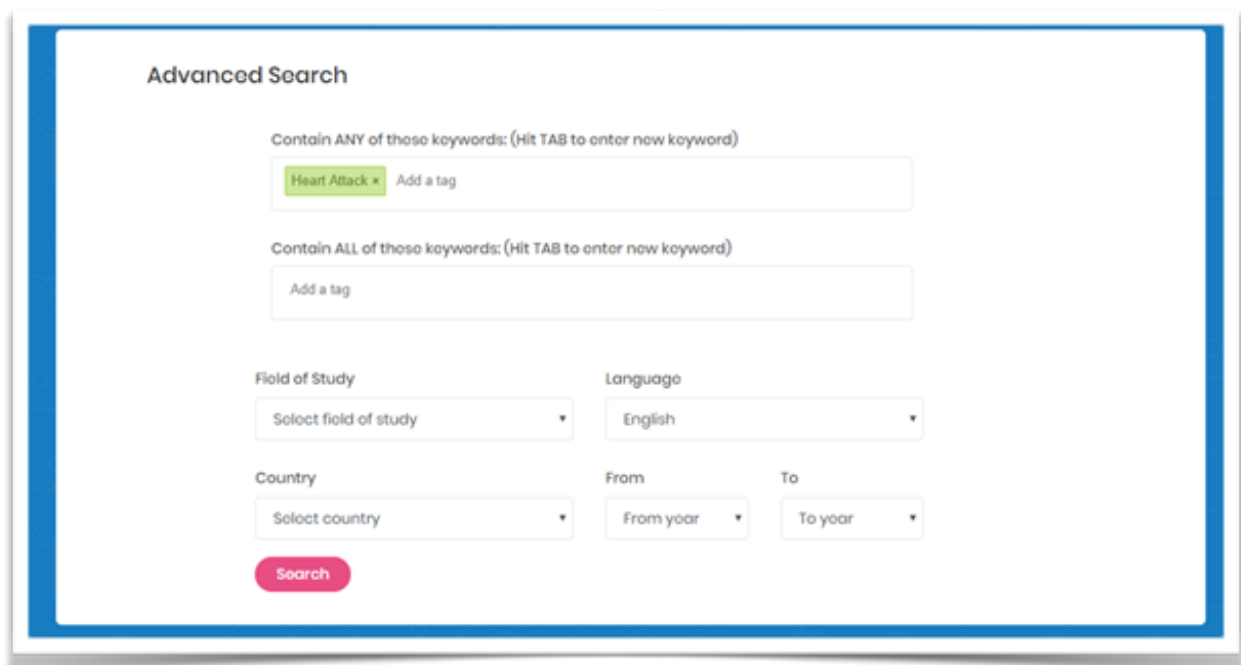 Advanced Search
Contain ANY of these keywords: (Hit TAB to enter new keyword)
Heart Attack × Add a tag
Contain ALL of these keywords: (Hit TAB to enter new keyword)
Add a tag
Field of Study Language
Select field of study English
Country From To
Select country From year To year
Search